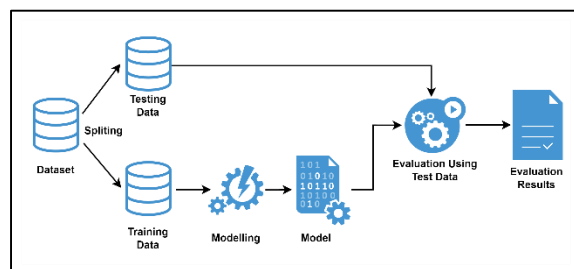 Testing
Data
Spliting
Dataset
Training
Data
Modelling
101
01010
10110
10100
010
Model
Evaluation Using
Test Data
Evaluation
Results